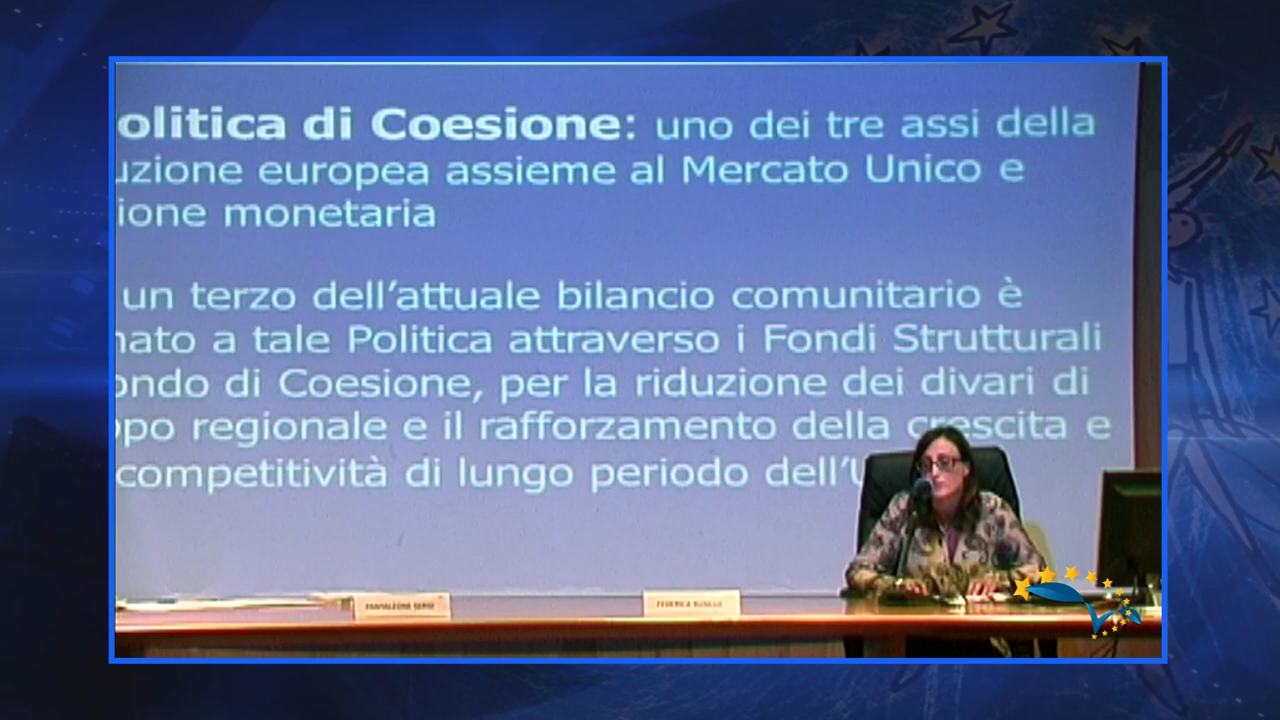 olitica di Coesione: uno dei tre assi della
uzione europea assieme al Mercato Unico e
ione monetaria
un terzo dell'attuale bilancio comunitario è
nato a tale Politica attraverso i Fondi Strutturali
ondo di Coesione, per la riduzione dei divari di
ppo regionale e il rafforzamento della crescita e
competitività di lungo periodo dell'U
FEDERICA